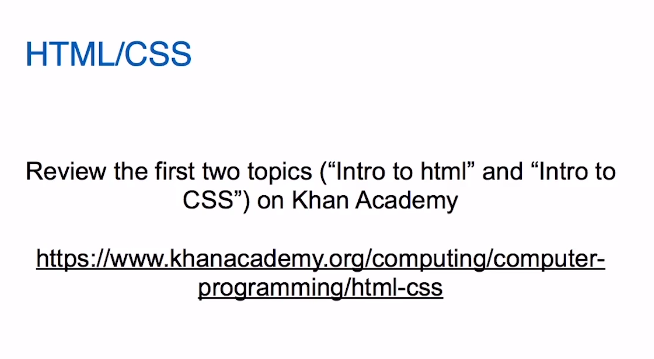 HTML/CSS
Review the first two topics (“Intro to html” and “Intro to
CSS”) on Khan Academy
https://www.khanacademy.org/computing/computer-
programming/html-css